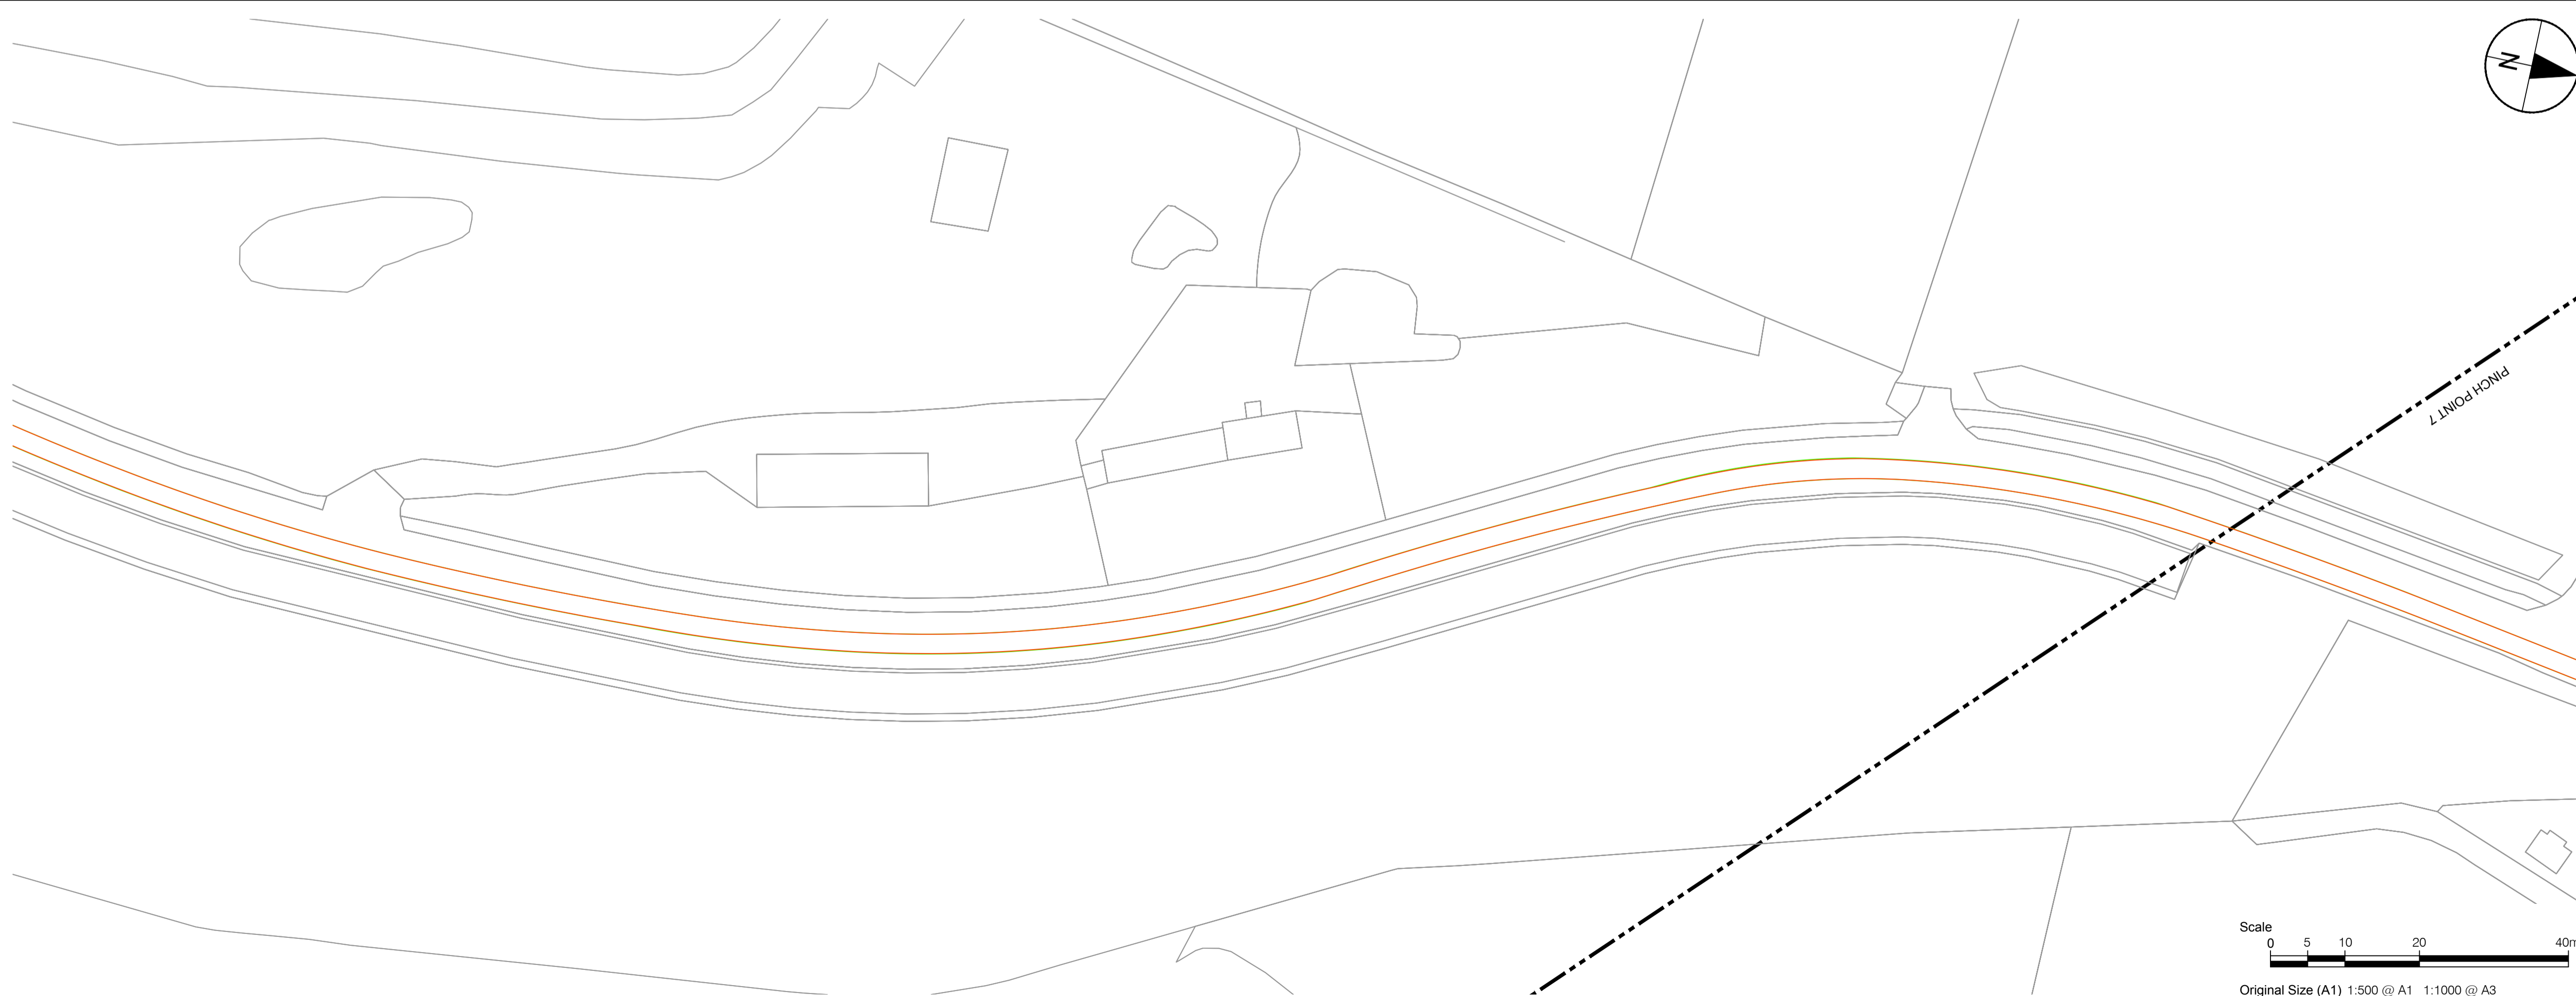 N
PINCH POINT 7
Scale
0 5 10 20 40m
Original Size (A1) 1:500 @ A1 1:1000 @ A3